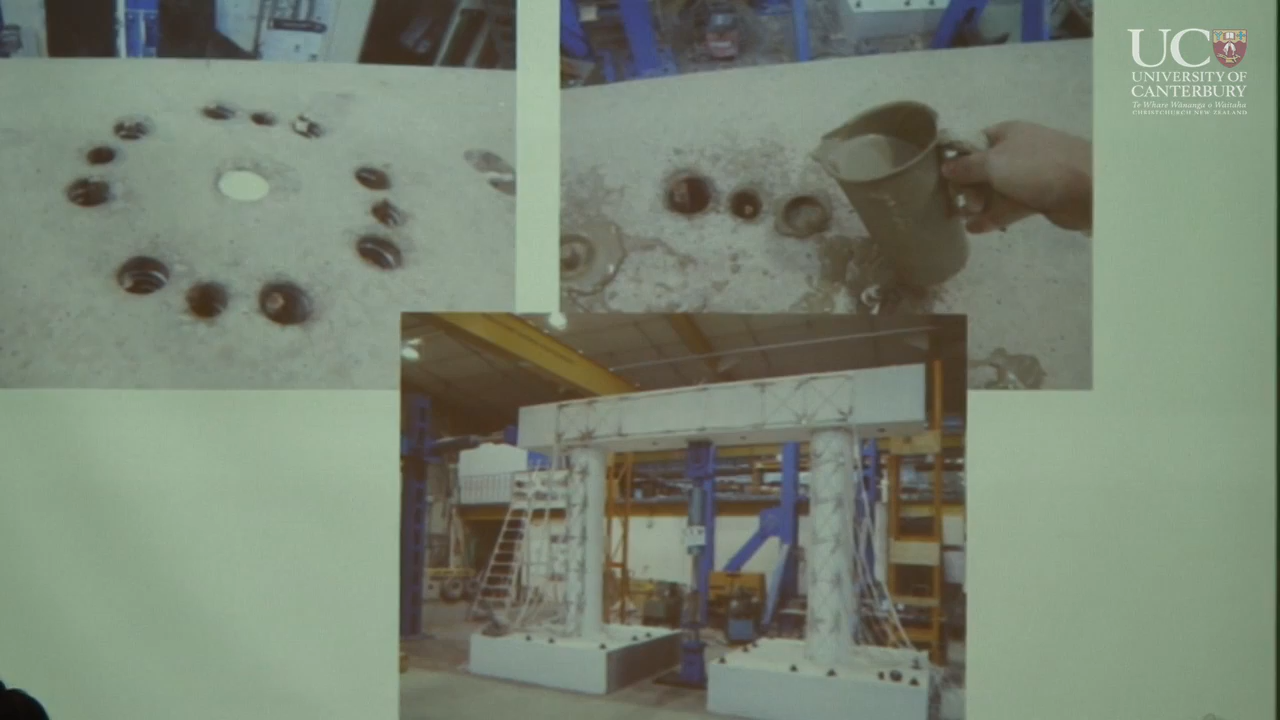 UC
UNIVERSITY OF
CANTERBURY
Te Whare Wānanga o Waitaha
CHRISTCHURCH NEW ZEALAND